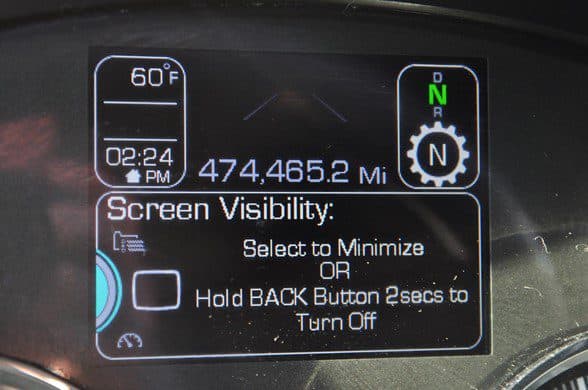 60°F
D
N
R
N
02:24
PM
474,465.2 Mi
Screen Visibility:
Select to Minimize
OR
Hold BACK Button 2secs to
Turn Off